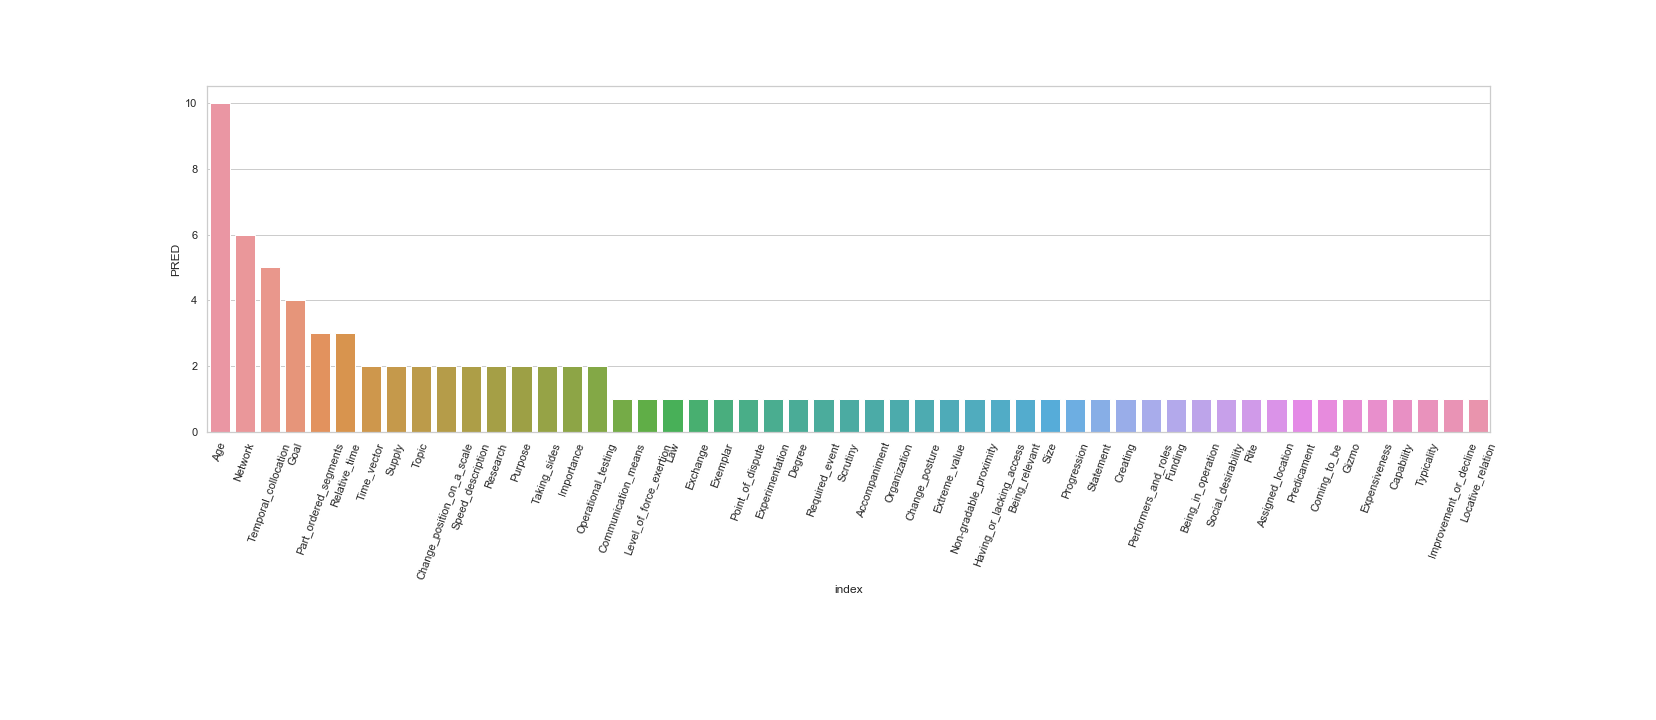 10
8
6
4
2
0
PRED
Age
Network
Temporal_collocation
Goal
Part_ordered_segments
Relative_time
Time_vector
Supply
Topic
Change_position_on_a_scale
Speed_description
Research
Purpose
Taking_sides
Importance
Operational_testing
Communication_means
Level_of_force_exertion
Law
Exchange
Exemplar
Point_of_dispute
Experimentation
Degree
Required_event
Scrutiny
Accompaniment
Organization
Change_posture
Extreme_value
Non-gradable_proximity
Having_or_lacking_access
Being_relevant
Size
Progression
Statement
Creating
Performers_and_roles
Funding
Being_in_operation
Social_desirability
Rite
Assigned_location
Predicament
Coming_to_be
Gizmo
Expensiveness
Capability
Typicality
Improvement_or_decline
Locative_relation
index